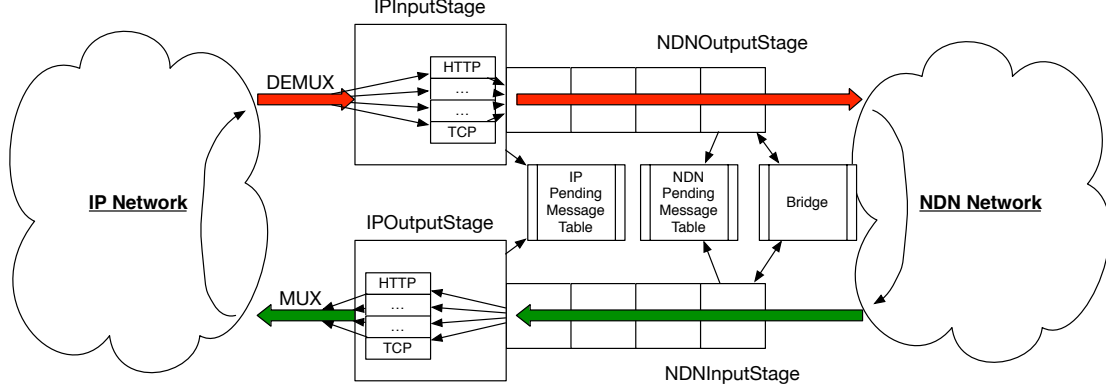 IPInputStage
NDNOutputStage
DEMUX
HTTP
...
...
TCP
IP Network
IP
Pending
Message
Table
NDN
Pending
Message
Table
Bridge
NDN Network
IPOutputStage
MUX
HTTP
...
...
TCP
NDNInputStage